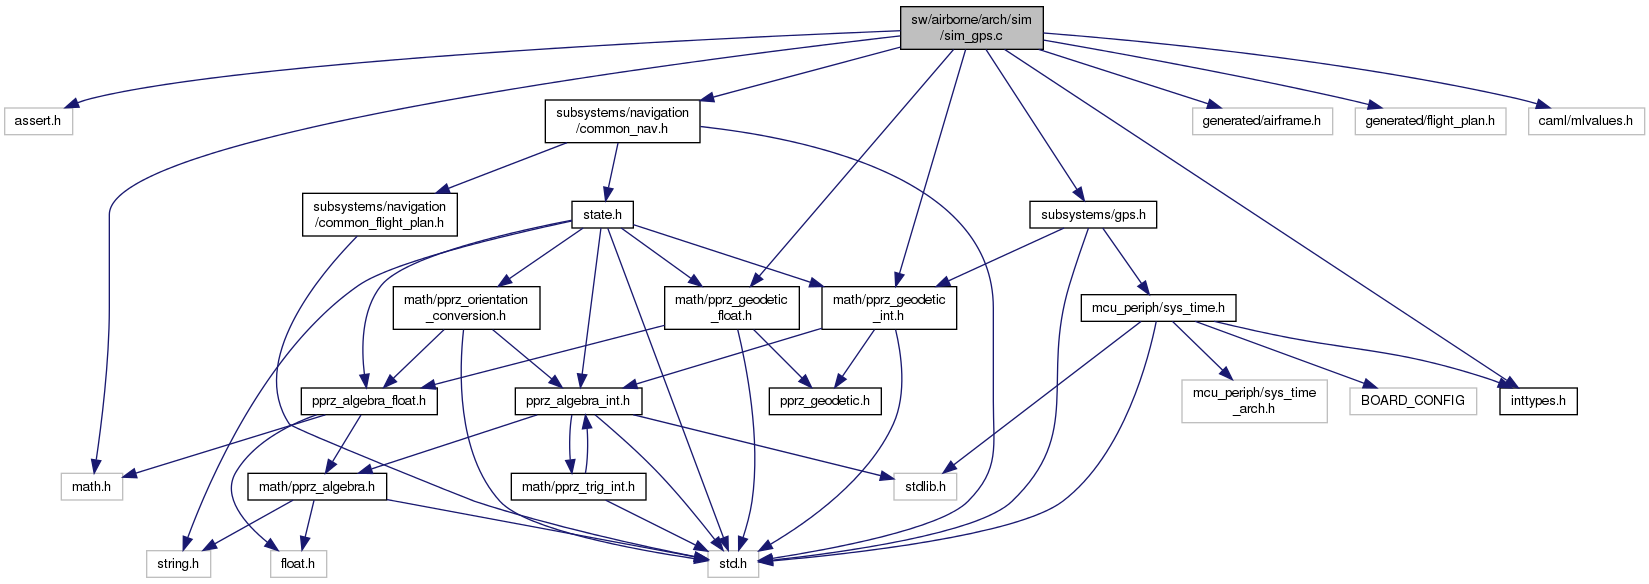 sw/airborne/arch/sim
/sim_gps.c
assert.h
subsystems/navigation
/common_nav.h
generated/airframe.h
generated/flight_plan.h
caml/mlvalues.h
subsystems/navigation
/common_flight_plan.h
state.h
subsystems/gps.h
math/pprz_orientation
_conversion.h
math/pprz_geodetic
_float.h
math/pprz_geodetic
_int.h
mcu_periph/sys_time.h
pprz_algebra_float.h
pprz_algebra_int.h
pprz_geodetic.h
mcu_periph/sys_time
_arch.h
BOARD_CONFIG
inttypes.h
math.h
math/pprz_algebra.h
math/pprz_trig_int.h
stdlib.h
string.h
float.h
std.h